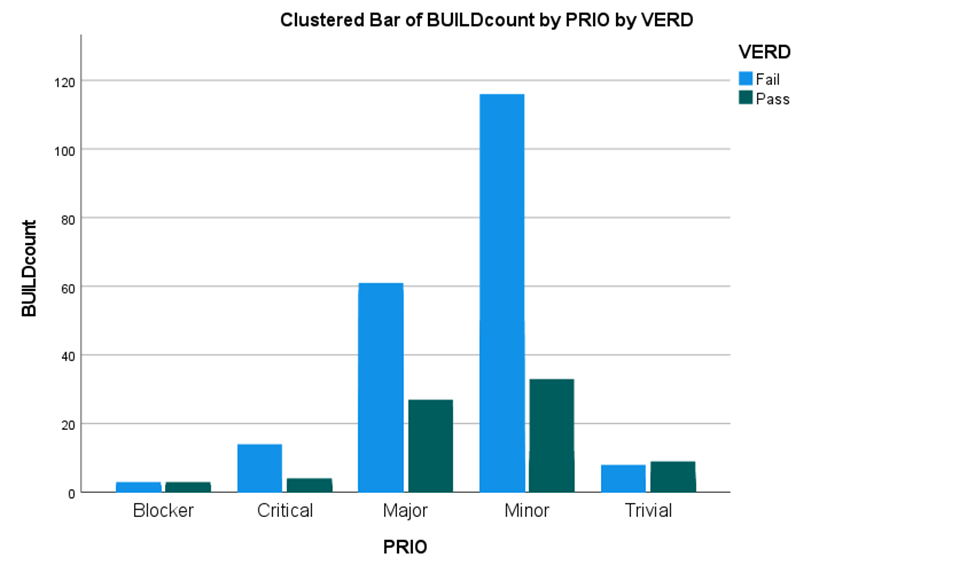 Clustered Bar of BUILDcount by PRIO by VERD
VERD
Fail
Pass
BUILDcount
120
100
80
60
40
20
0
Blocker Critical Major Minor Trivial
PRIO